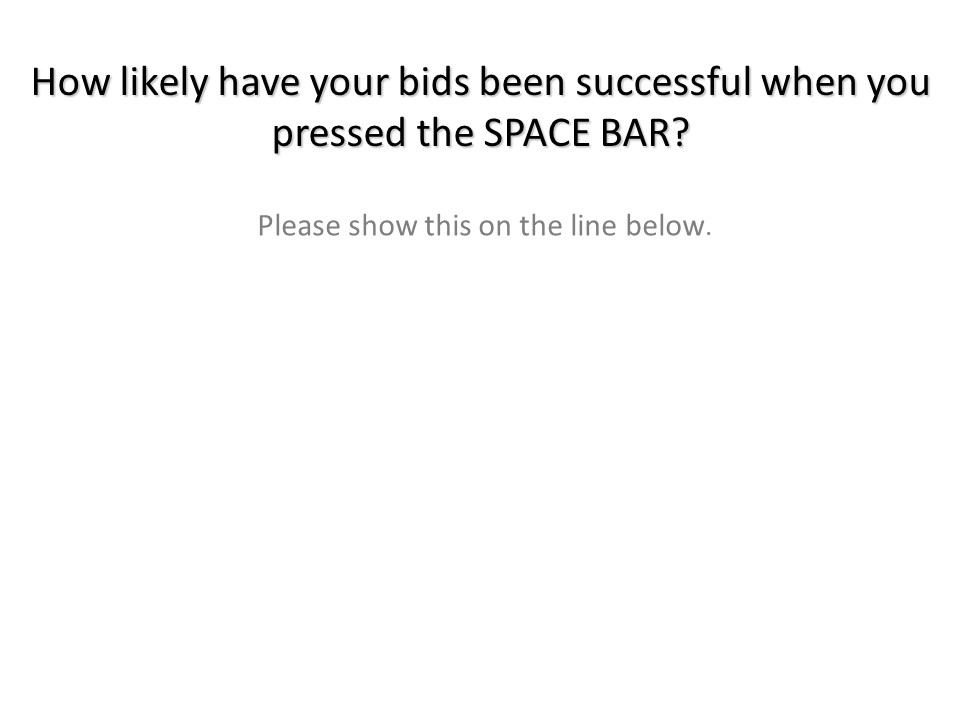 How likely have your bids been successful when you
pressed the SPACE BAR?
Please show this on the line below.